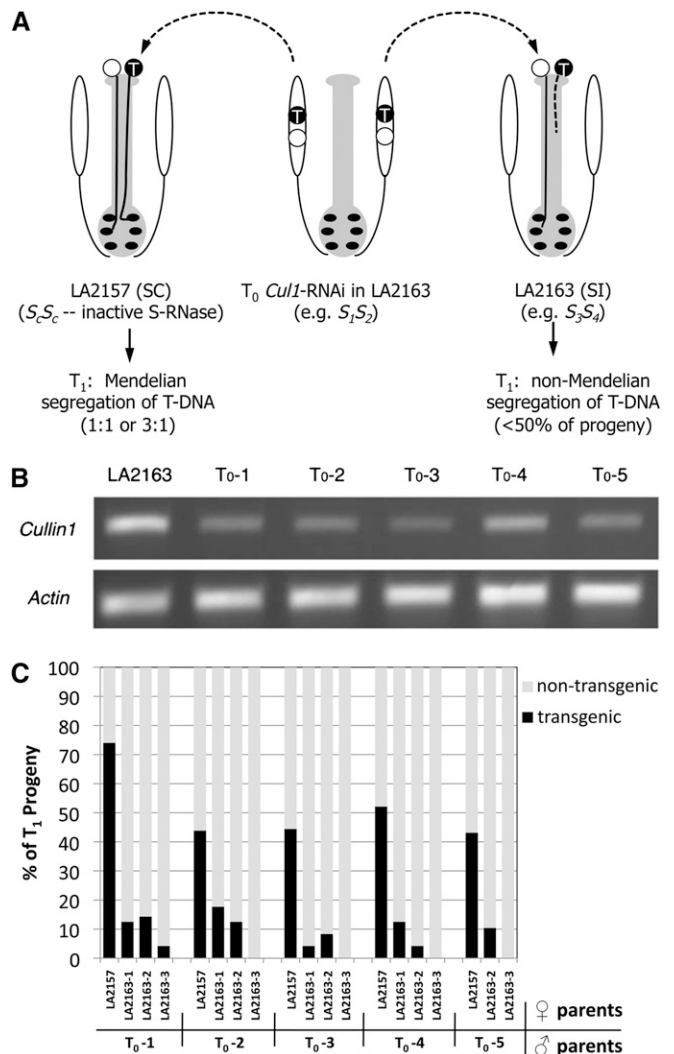 A
T
T
T
T
LA2157 (SC)
(ScSc -- inactive S-RNase)
T0 Cul1-RNAi in LA2163
(e.g. S1S2)
LA2163 (SI)
(e.g. S3S4)
T1: Mendelian
segregation of T-DNA
(1:1 or 3:1)
T1: non-Mendelian
segregation of T-DNA
(<50% of progeny)
B
LA2163 T0-1 T0-2 T0-3 T0-4 T0-5
Cullin1
Actin
C
% of T1 Progeny
100
90
80
70
60
50
40
30
20
10
0
non-transgenic
transgenic
LA2157 LA2163-1 LA2163-2 LA2163-3 LA2157 LA2163-1 LA2163-2 LA2163-3 LA2157 LA2163-1 LA2163-2 LA2163-3 LA2157 LA2163-1 LA2163-2 LA2163-3 LA2157 LA2163-2 LA2163-3
♀ parents
T0-1 T0-2 T0-3 T0-4 T0-5 ♂ parents